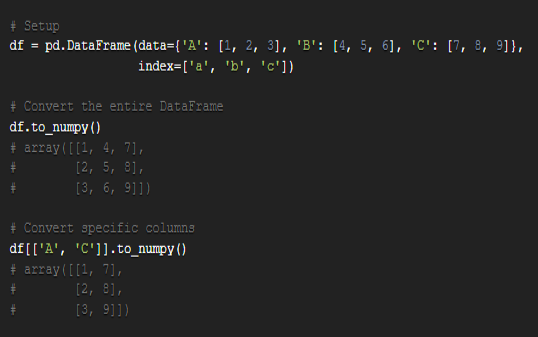 # Setup
df = pd.DataFrame(data={'A': [1, 2, 3], 'B': [4, 5, 6], 'C': [7, 8, 9]},
                  index=['a', 'b', 'c'])
# Convert the entire DataFrame
df.to_numpy()
# array([[1, 4, 7],
#        [2, 5, 8],
#        [3, 6, 9]])
# Convert specific columns
df[['A', 'C']].to_numpy()
# array([[1, 7],
#        [2, 8],
#        [3, 9]])